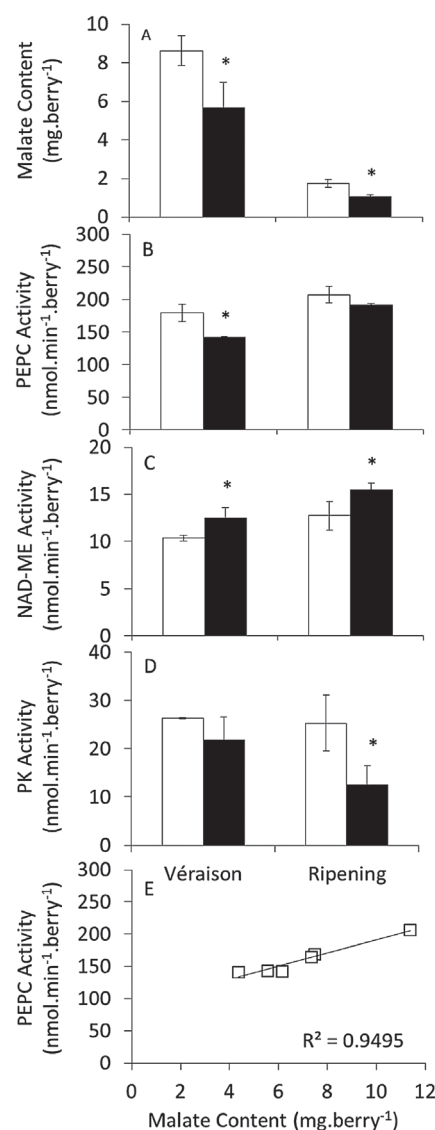 A
Malate Content
(mg.berry⁻¹)
10
8
6
4
2
0
*
*
B
PEPC Activity
(nmol.min⁻¹.berry⁻¹)
300
250
200
150
100
50
0
*
C
NAD-ME Activity
(nmol.min⁻¹.berry⁻¹)
20
15
10
5
0
*
*
D
PK Activity
(nmol.min⁻¹.berry⁻¹)
40
30
20
10
0
*
Véraison Ripening
E
PEPC Activity
(nmol.min⁻¹.berry⁻¹)
300
250
200
150
100
50
0
R² = 0.9495
0 2 4 6 8 10 12
Malate Content (mg.berry⁻¹)